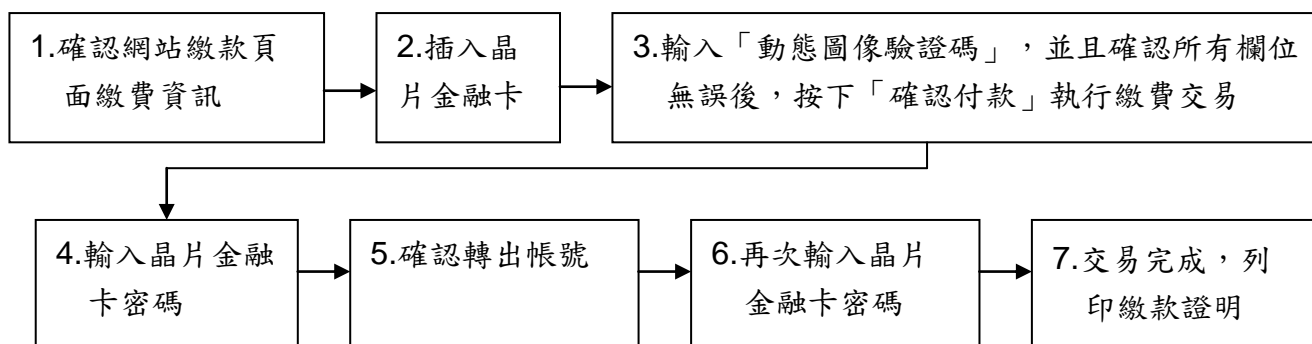 1.確認網站繳款頁
面繳費資訊
2.插入晶
片金融卡
3.輸入「動態圖像驗證碼」，並且確認所有欄位
無誤後，按下「確認付款」執行繳費交易
4.輸入晶片金融
卡密碼
5.確認轉出帳號
6.再次輸入晶片
金融卡密碼
7.交易完成，列
印繳款證明